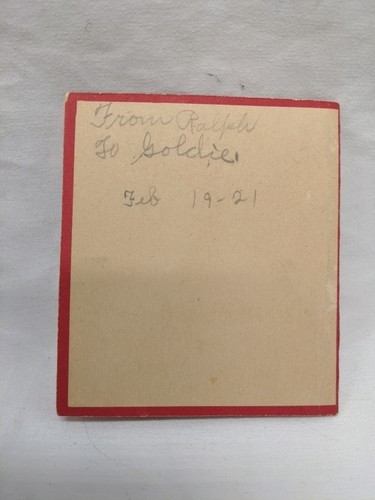 From Ralph
To Goldie.
Feb 19-21